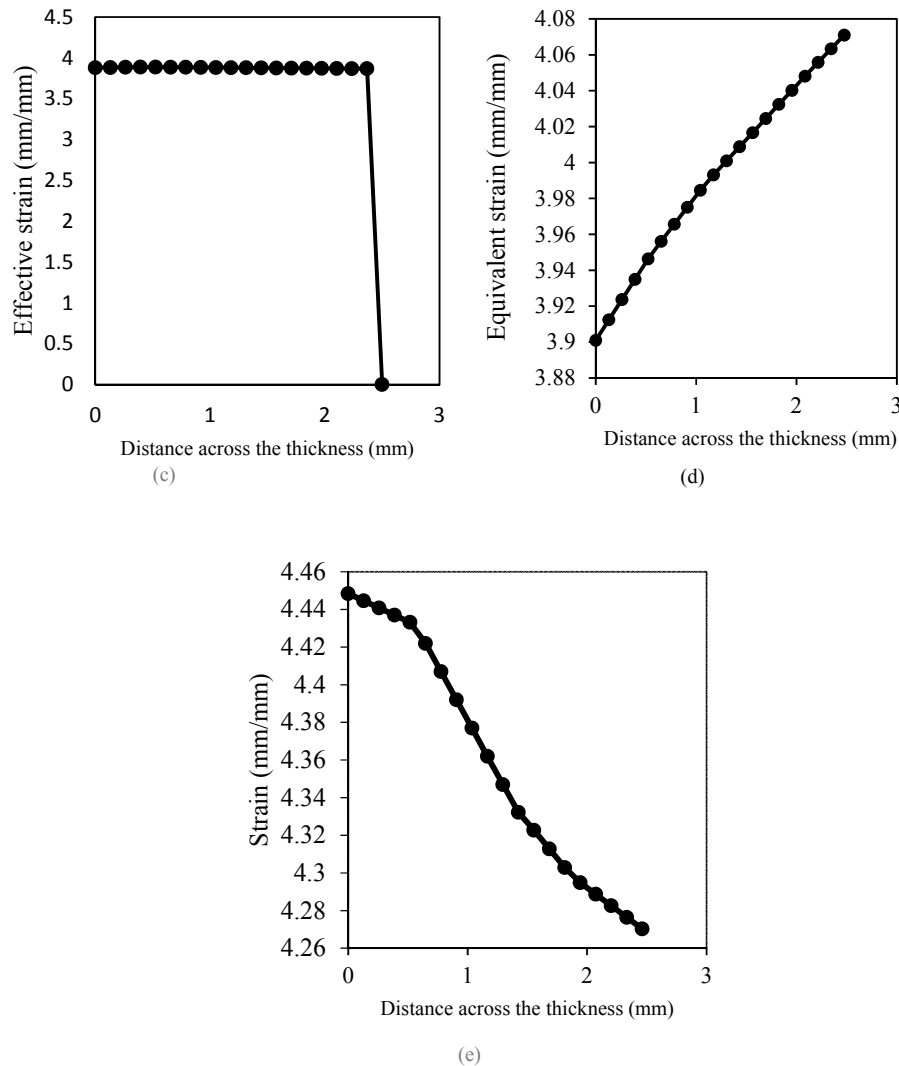 4.5
4
3.5
3
2.5
2
1.5
1
0.5
0
Effective strain (mm/mm)
0 1 2 3
Distance across the thickness (mm)
(c)
4.08
4.06
4.04
4.02
4
3.98
3.96
3.94
3.92
3.9
3.88
Equivalent strain (mm/mm)
0 1 2 3
Distance across the thickness (mm)
(d)
4.46
4.44
4.42
4.4
4.38
4.36
4.34
4.32
4.3
4.28
4.26
Strain (mm/mm)
0 1 2 3
Distance across the thickness (mm)
(e)